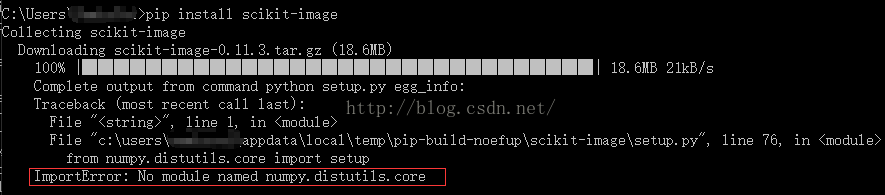 C:\Users\>pip install scikit-image
Collecting scikit-image
Downloading scikit-image-0.11.3.tar.gz (18.6MB)
100% | | 18.6MB 21kB/s
Complete output from command python setup.py egg_info:
Traceback (most recent call last):
File "<string>", line 1, in <module>
File "c:\users\appdata\local\temp\pip-build-noefup\scikit-image\setup.py", line 76, in <module>
from numpy.distutils.core import setup
ImportError: No module named numpy.distutils.core
http://blog.csdn.net/